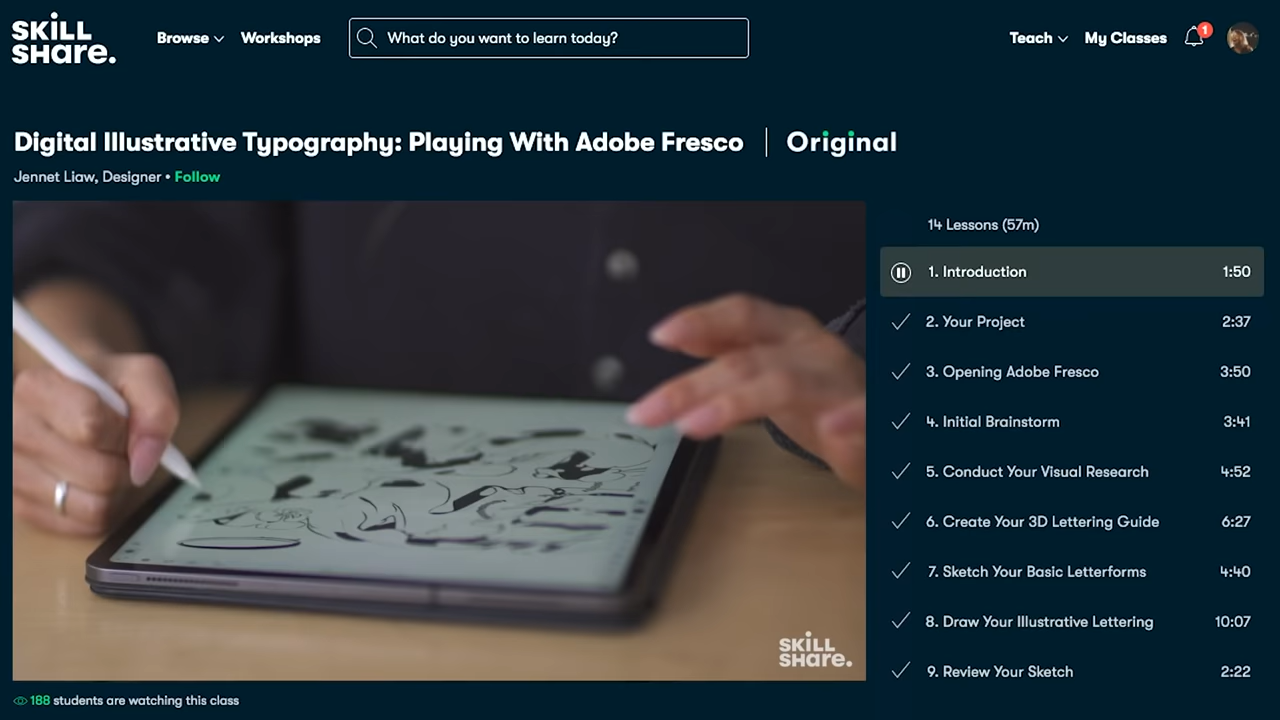 SKiLL
SHare.
Browse
Workshops
What do you want to learn today?
Teach
My Classes
1
Digital Illustrative Typography: Playing With Adobe Fresco | Original
Jennet Liaw, Designer • Follow
14 Lessons (57m)
1. Introduction 1:50
2. Your Project 2:37
3. Opening Adobe Fresco 3:50
4. Initial Brainstorm 3:41
5. Conduct Your Visual Research 4:52
6. Create Your 3D Lettering Guide 6:27
7. Sketch Your Basic Letterforms 4:40
8. Draw Your Illustrative Lettering 10:07
9. Review Your Sketch 2:22
SKiLL
SHare.
188 students are watching this class